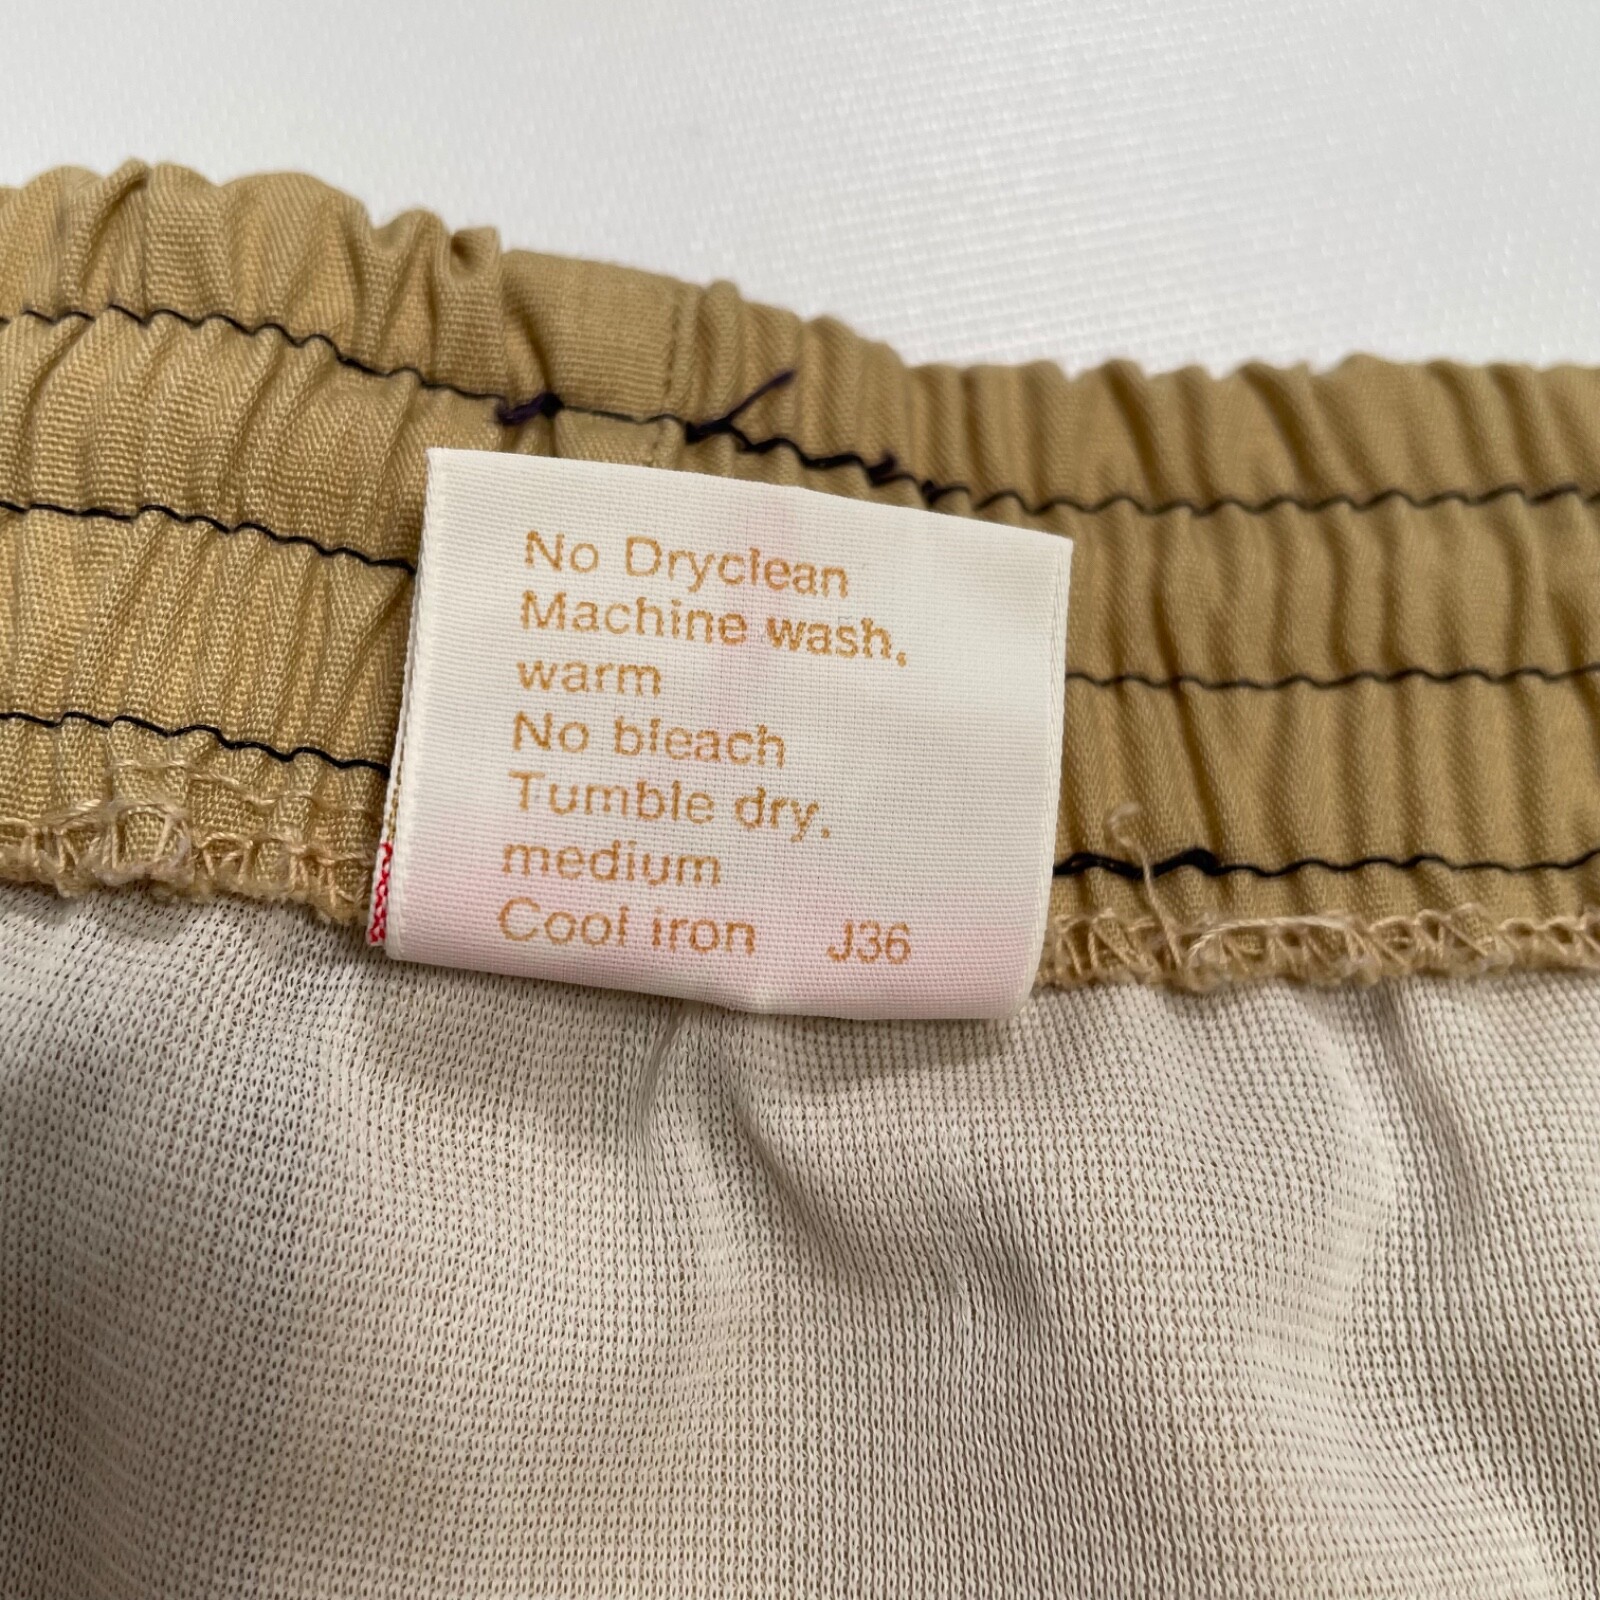 No Dryclean
Machine wash,
warm
No bleach
Tumble dry,
medium
Cool iron J36